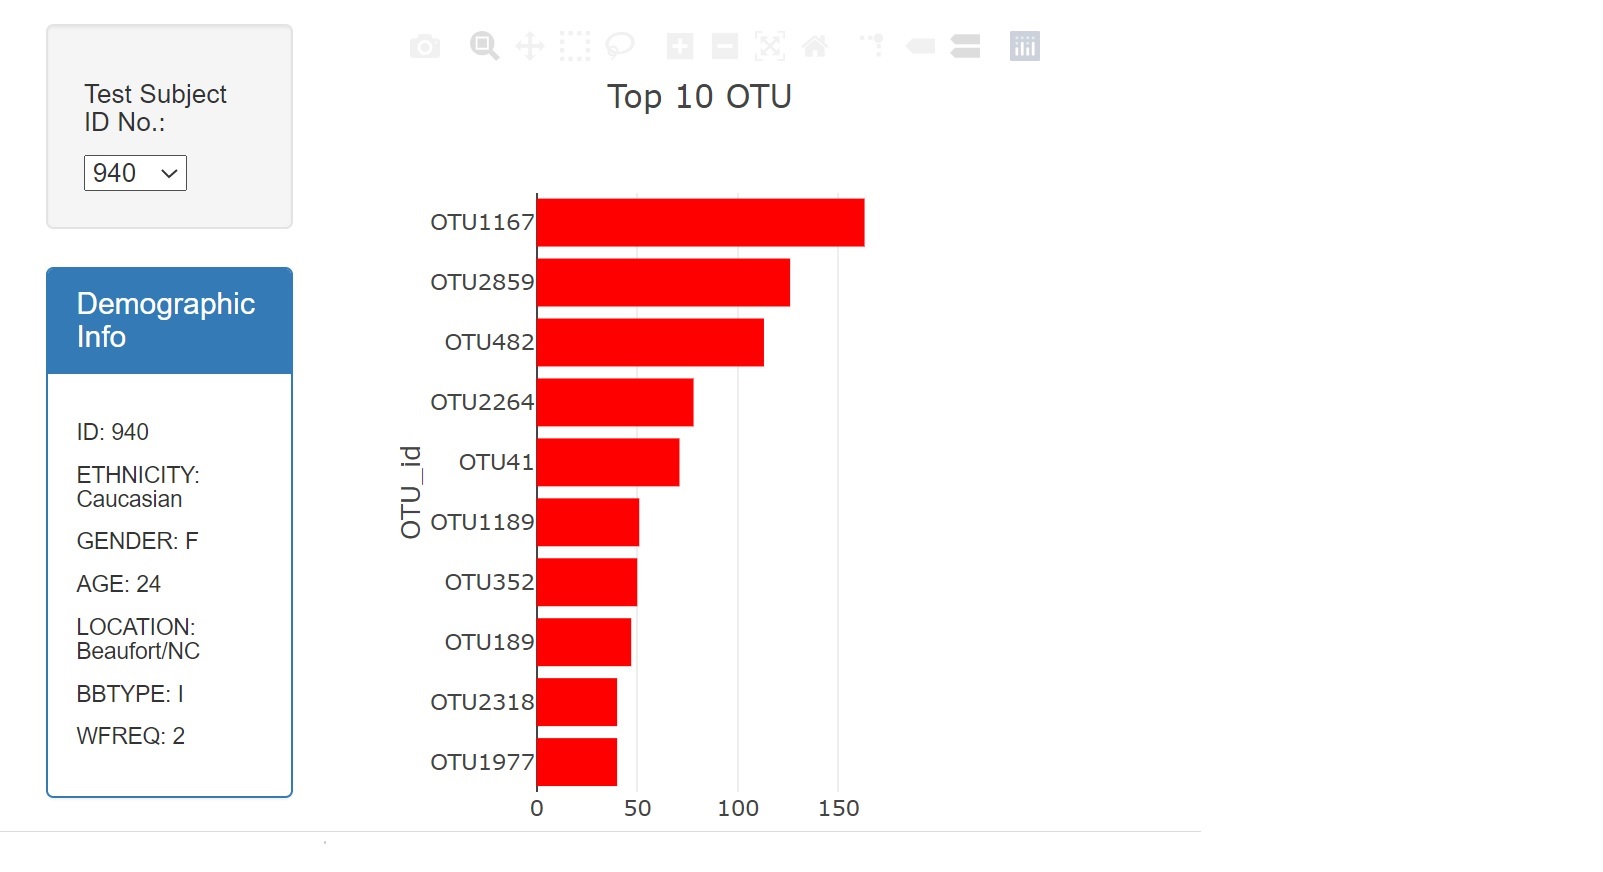 Test Subject
ID No.:
940
Demographic
Info
ID: 940
ETHNICITY:
Caucasian
GENDER: F
AGE: 24
LOCATION:
Beaufort/NC
BBTYPE: I
WFREQ: 2
Top 10 OTU
OTU_id
OTU1167
OTU2859
OTU482
OTU2264
OTU41
OTU1189
OTU352
OTU189
OTU2318
OTU1977
0 50 100 150